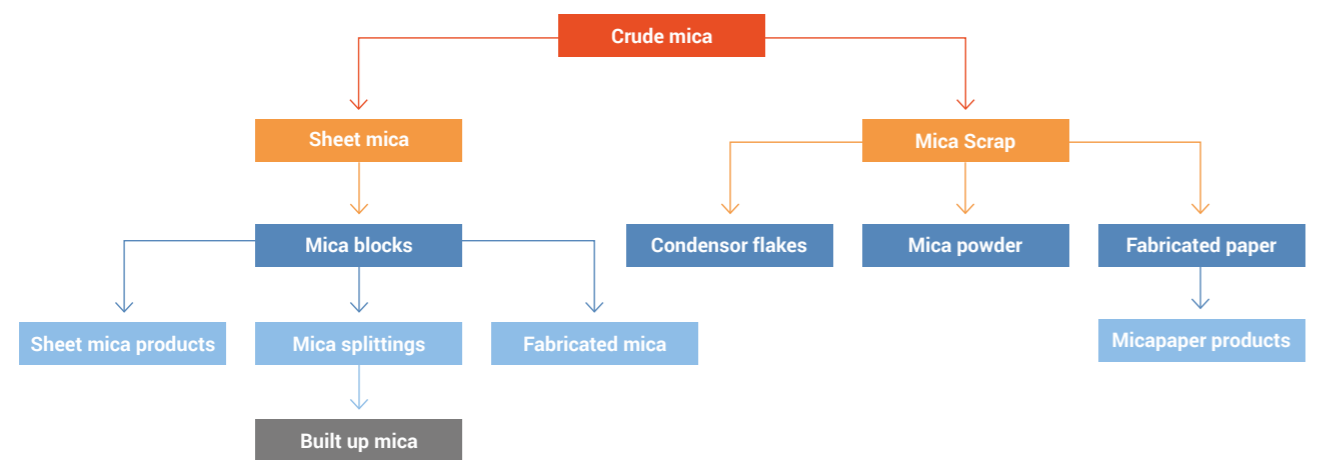 Crude mica
Sheet mica
Mica Scrap
Mica blocks
Condensor flakes
Mica powder
Fabricated paper
Sheet mica products
Mica splittings
Fabricated mica
Micapaper products
Built up mica